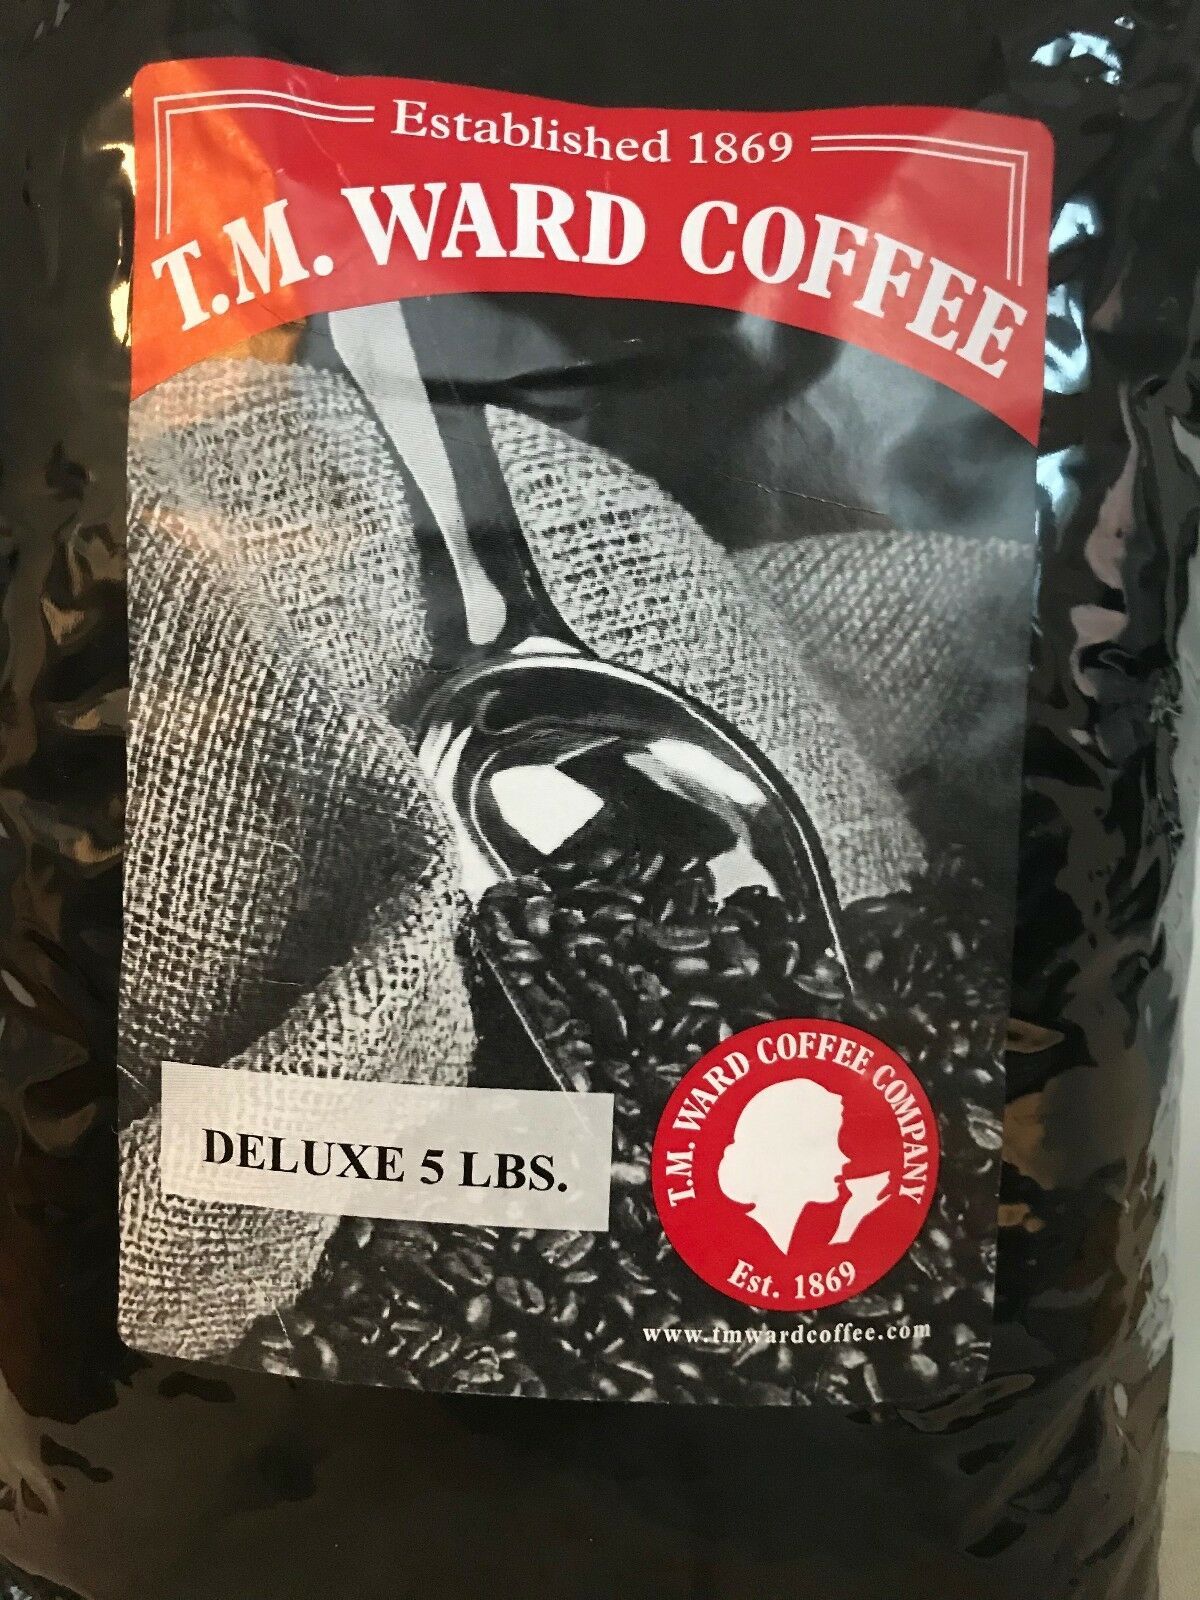 Established 1869
T.M. WARD COFFEE
DELUXE 5 LBS.
T.M. WARD COFFEE COMPANY
Est. 1869
www.tmwardcoffee.com